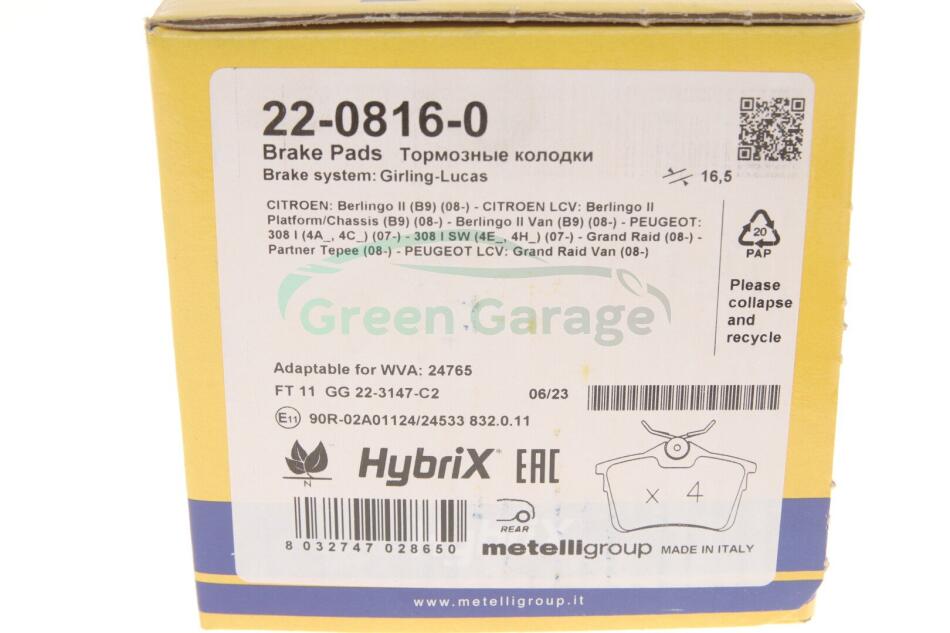 22-0816-0
Brake Pads Тормозные колодки
Brake system: Girling-Lucas
16,5
CITROEN: Berlingo II (B9) (08-) - CITROEN LCV: Berlingo II
Platform/Chassis (B9) (08-) - Berlingo II Van (B9) (08-) - PEUGEOT:
308 I (4A_, 4C_) (07-) - 308 I SW (4E_, 4H_) (07-) - Grand Raid (08-) -
Partner Tepee (08-) - PEUGEOT LCV: Grand Raid Van (08-)
20
PAP
Please
collapse
and
recycle
Green Garage
Adaptable for WVA: 24765
FT 11 GG 22-3147-C2
06/23
E11 90R-02A01124/24533 832.0.11
N
HybriX EAC
x 4
REAR
8 032747 028650
metelligroup MADE IN ITALY
www.metelligroup.it